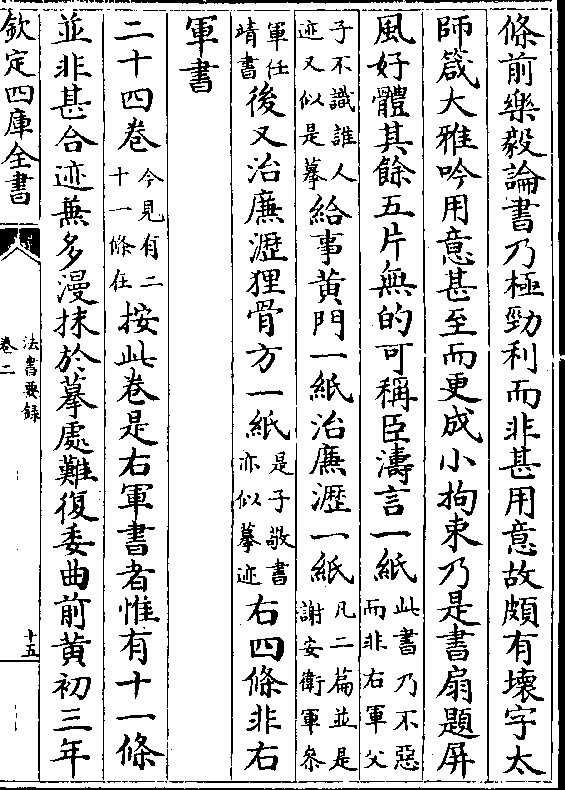 條前樂毅論書乃極勁利而非甚用意故頗有壞字太
師箴大雅吟用意甚至而更成小拘束乃是書扇題屏
風好體其餘五片無的可稱臣濤言一紙此書乃不惡而非右軍父
子不識誰人迹又似是摹給事黄門一紙治廉瀝一紙凡二篇並是謝安衛軍參
軍任靖書後又治廉瀝狸骨方一紙是子敬書亦似摹迹右四條非右
軍書
二十四卷今見有二十一條在按此卷是右軍書者惟有十一條
並非甚合迹兼多漫抹於摹處難復委曲前黄初三年
欽定四庫全書
法書要録
卷二
十五